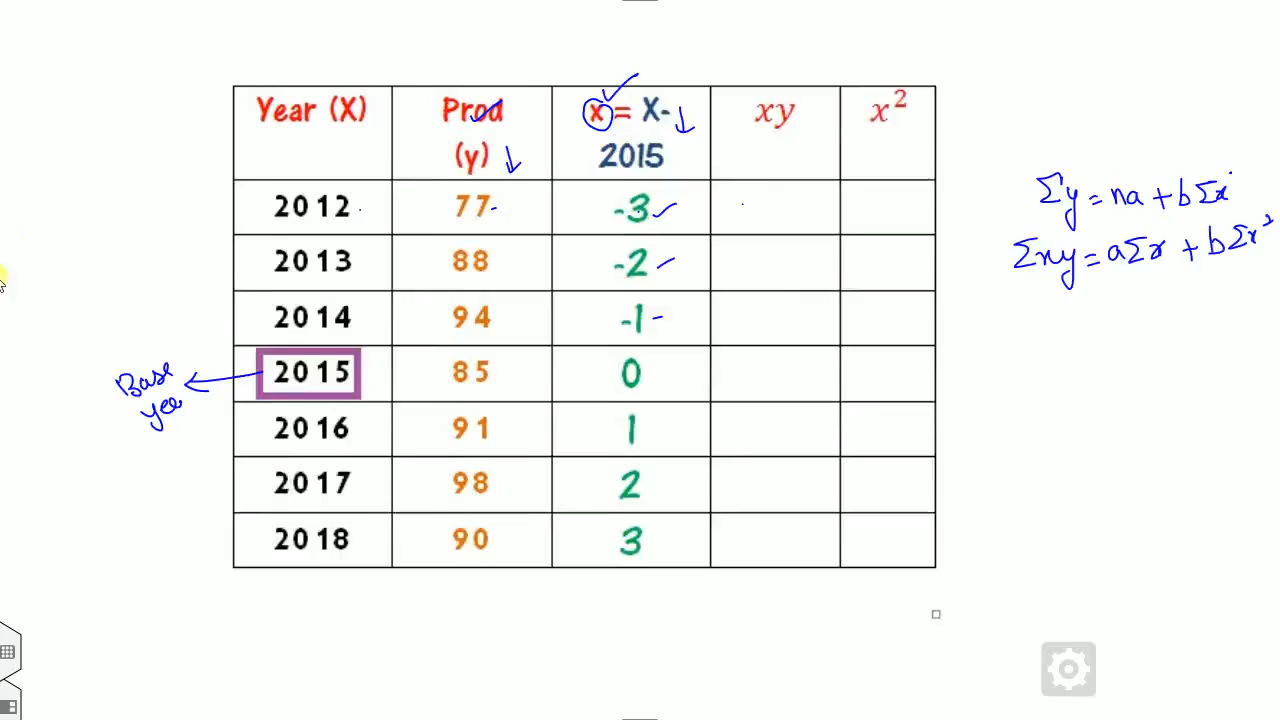 Year (X) Prod (y) x = X- 2015 xy x²
2012 77 -3
2013 88 -2
2014 94 -1
2015 85 0
2016 91 1
2017 98 2
2018 90 3
Base
Σy = na + bΣx
Σxy = aΣx + bΣx²